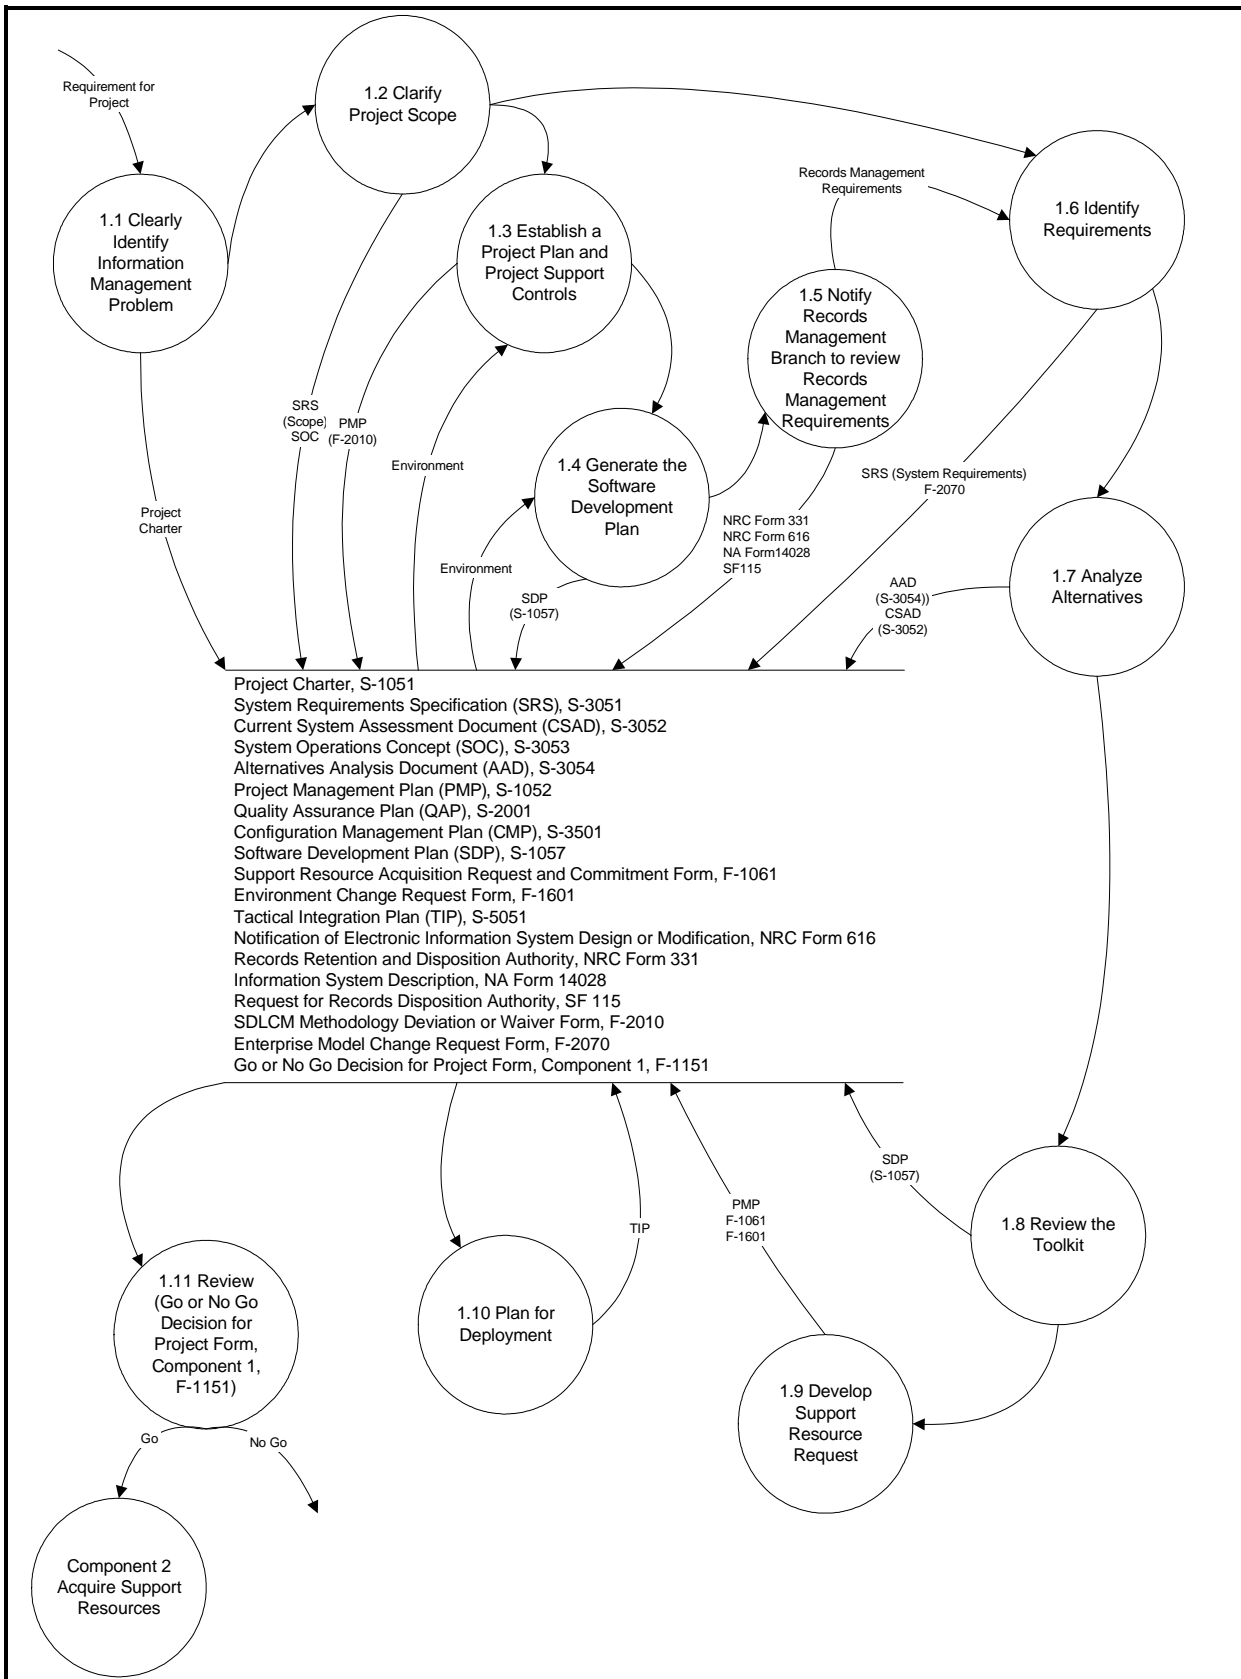 Requirement for
Project
1.2 Clarify
Project Scope
1.1 Clearly
Identify
Information
Management
Problem
1.3 Establish a
Project Plan and
Project Support
Controls
Records Management
Requirements
1.6 Identify
Requirements
1.5 Notify
Records
Management
Branch to review
Records
Management
Requirements
SRS
(Scope)
SOC
PMP
(F-2010)
Environment
1.4 Generate the
Software
Development
Plan
SRS (System Requirements)
F-2070
Project
Charter
NRC Form 331
NRC Form 616
NA Form14028
SF115
Environment
SDP
(S-1057)
AAD
(S-3054))
CSAD
(S-3052)
1.7 Analyze
Alternatives
Project Charter, S-1051
System Requirements Specification (SRS), S-3051
Current System Assessment Document (CSAD), S-3052
System Operations Concept (SOC), S-3053
Alternatives Analysis Document (AAD), S-3054
Project Management Plan (PMP), S-1052
Quality Assurance Plan (QAP), S-2001
Configuration Management Plan (CMP), S-3501
Software Development Plan (SDP), S-1057
Support Resource Acquisition Request and Commitment Form, F-1061
Environment Change Request Form, F-1601
Tactical Integration Plan (TIP), S-5051
Notification of Electronic Information System Design or Modification, NRC Form 616
Records Retention and Disposition Authority, NRC Form 331
Information System Description, NA Form 14028
Request for Records Disposition Authority, SF 115
SDLCM Methodology Deviation or Waiver Form, F-2010
Enterprise Model Change Request Form, F-2070
Go or No Go Decision for Project Form, Component 1, F-1151
SDP
(S-1057)
PMP
F-1061
F-1601
TIP
1.8 Review the
Toolkit
1.11 Review
(Go or No Go
Decision for
Project Form,
Component 1,
F-1151)
1.10 Plan for
Deployment
1.9 Develop
Support
Resource
Request
Go
No Go
Component 2
Acquire Support
Resources